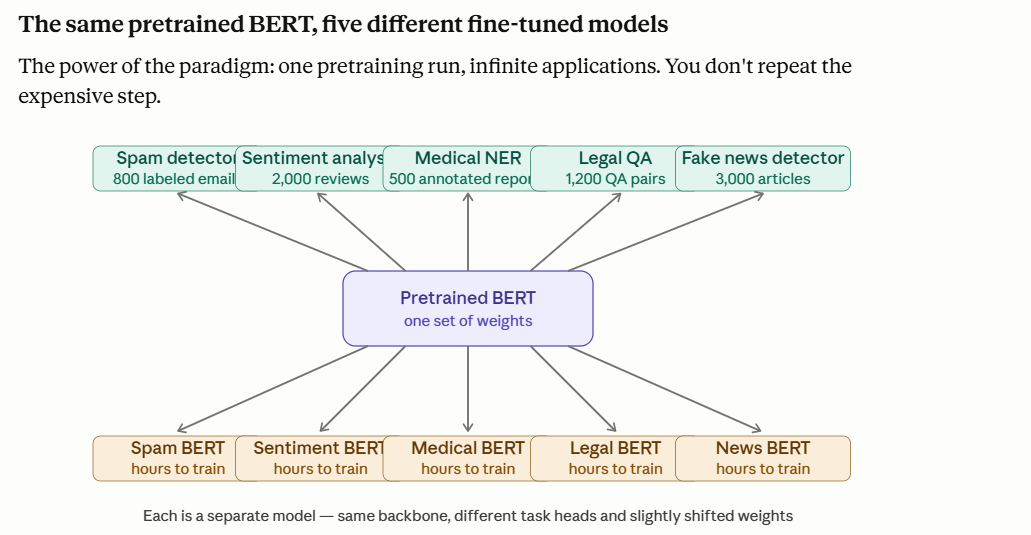 The same pretrained BERT, five different fine-tuned models
The power of the paradigm: one pretraining run, infinite applications. You don't repeat the
expensive step.
Spam detector Sentiment analys Medical NER Legal QA Fake news detector
800 labeled email 2,000 reviews 500 annotated repor 1,200 QA pairs 3,000 articles
Pretrained BERT
one set of weights
Spam BERT Sentiment BERT Medical BERT Legal BERT News BERT
hours to train hours to train hours to train hours to train hours to train
Each is a separate model — same backbone, different task heads and slightly shifted weights